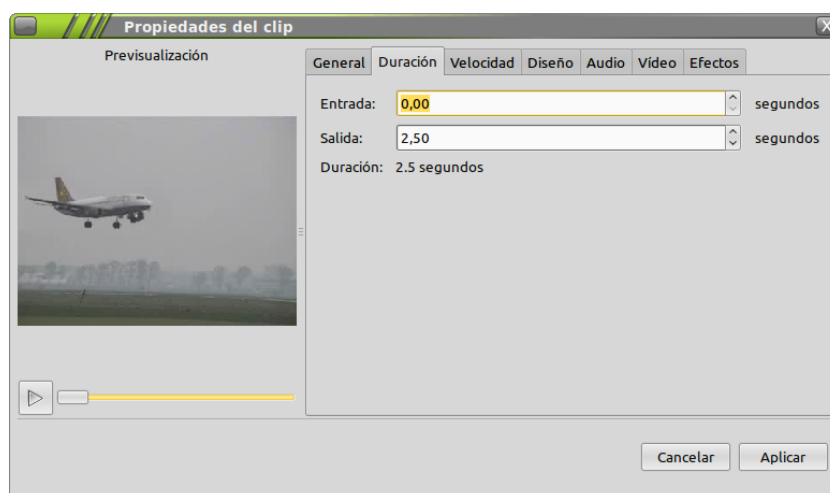 Propiedades del clip
Previsualización
General Duración Velocidad Diseño Audio Vídeo Efectos
Entrada: 0,00 segundos
Salida: 2,50 segundos
Duración: 2.5 segundos
Cancelar Aplicar